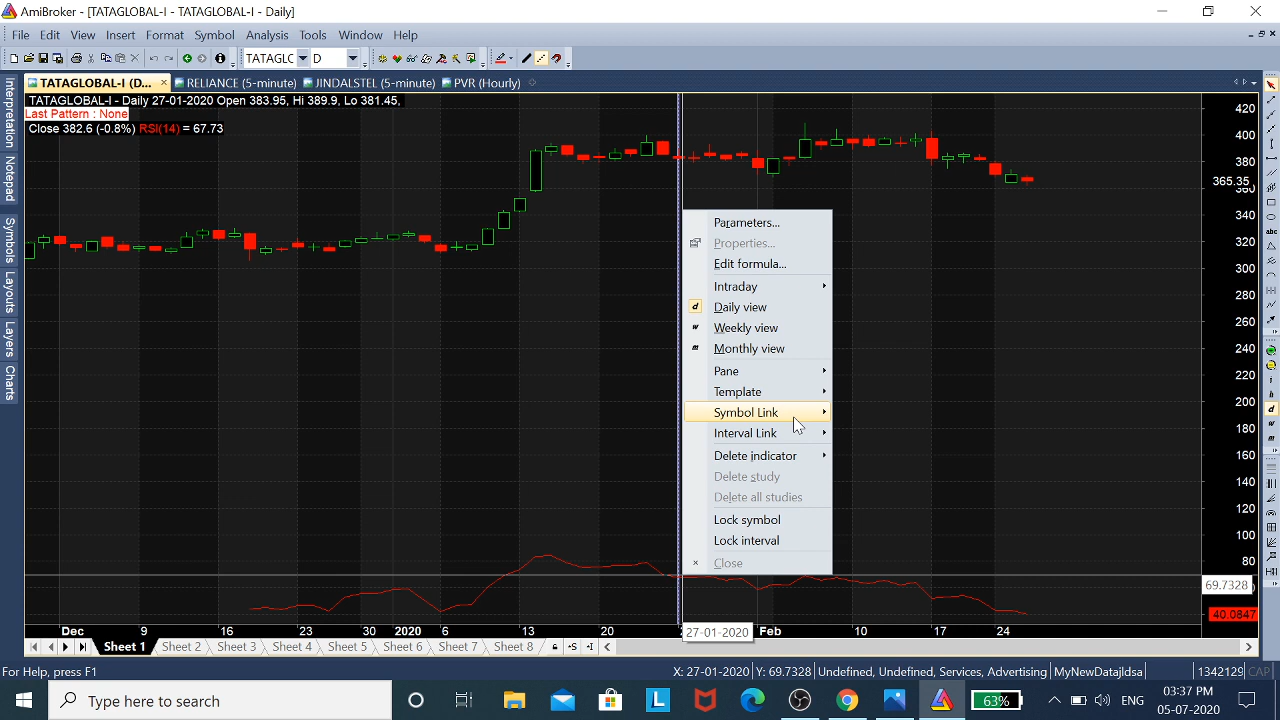 AmiBroker - [TATAGLOBAL-I - TATAGLOBAL-I - Daily]
File Edit View Insert Format Symbol Analysis Tools Window Help
TATAGLC D
TATAGLOBAL-I (D... RELIANCE (5-minute) JINDALSTEL (5-minute) PVR (Hourly)
TATAGLOBAL-I - Daily 27-01-2020 Open 383.95, Hi 389.9, Lo 381.45,
Last Pattern : None
Close 382.6 (-0.8%) RSI(14) = 67.73
Interpretation
Notepad
Symbols
Layouts
Layers
Charts
420
400
380
365.35
340
320
300
280
260
240
220
200
180
160
140
120
100
80
69.7328
40.0847
Parameters...
Properties...
Edit formula...
Intraday
d Daily view
w Weekly view
m Monthly view
Pane
Template
Symbol Link
Interval Link
Delete indicator
Delete study
Delete all studies
Lock symbol
Lock interval
Close
abc
i
h
d
w
m
Dec 9 16 23 30 2020 6 13 20 27-01-2020 Feb 10 17 24
Sheet 1 Sheet 2 Sheet 3 Sheet 4 Sheet 5 Sheet 6 Sheet 7 Sheet 8 S I
For Help, press F1 X: 27-01-2020 Y: 69.7328 Undefined, Undefined, Services, Advertising MyNewDatajldsa 1342128 CAP
Type here to search L 63% ENG 03:37 PM
05-07-2020